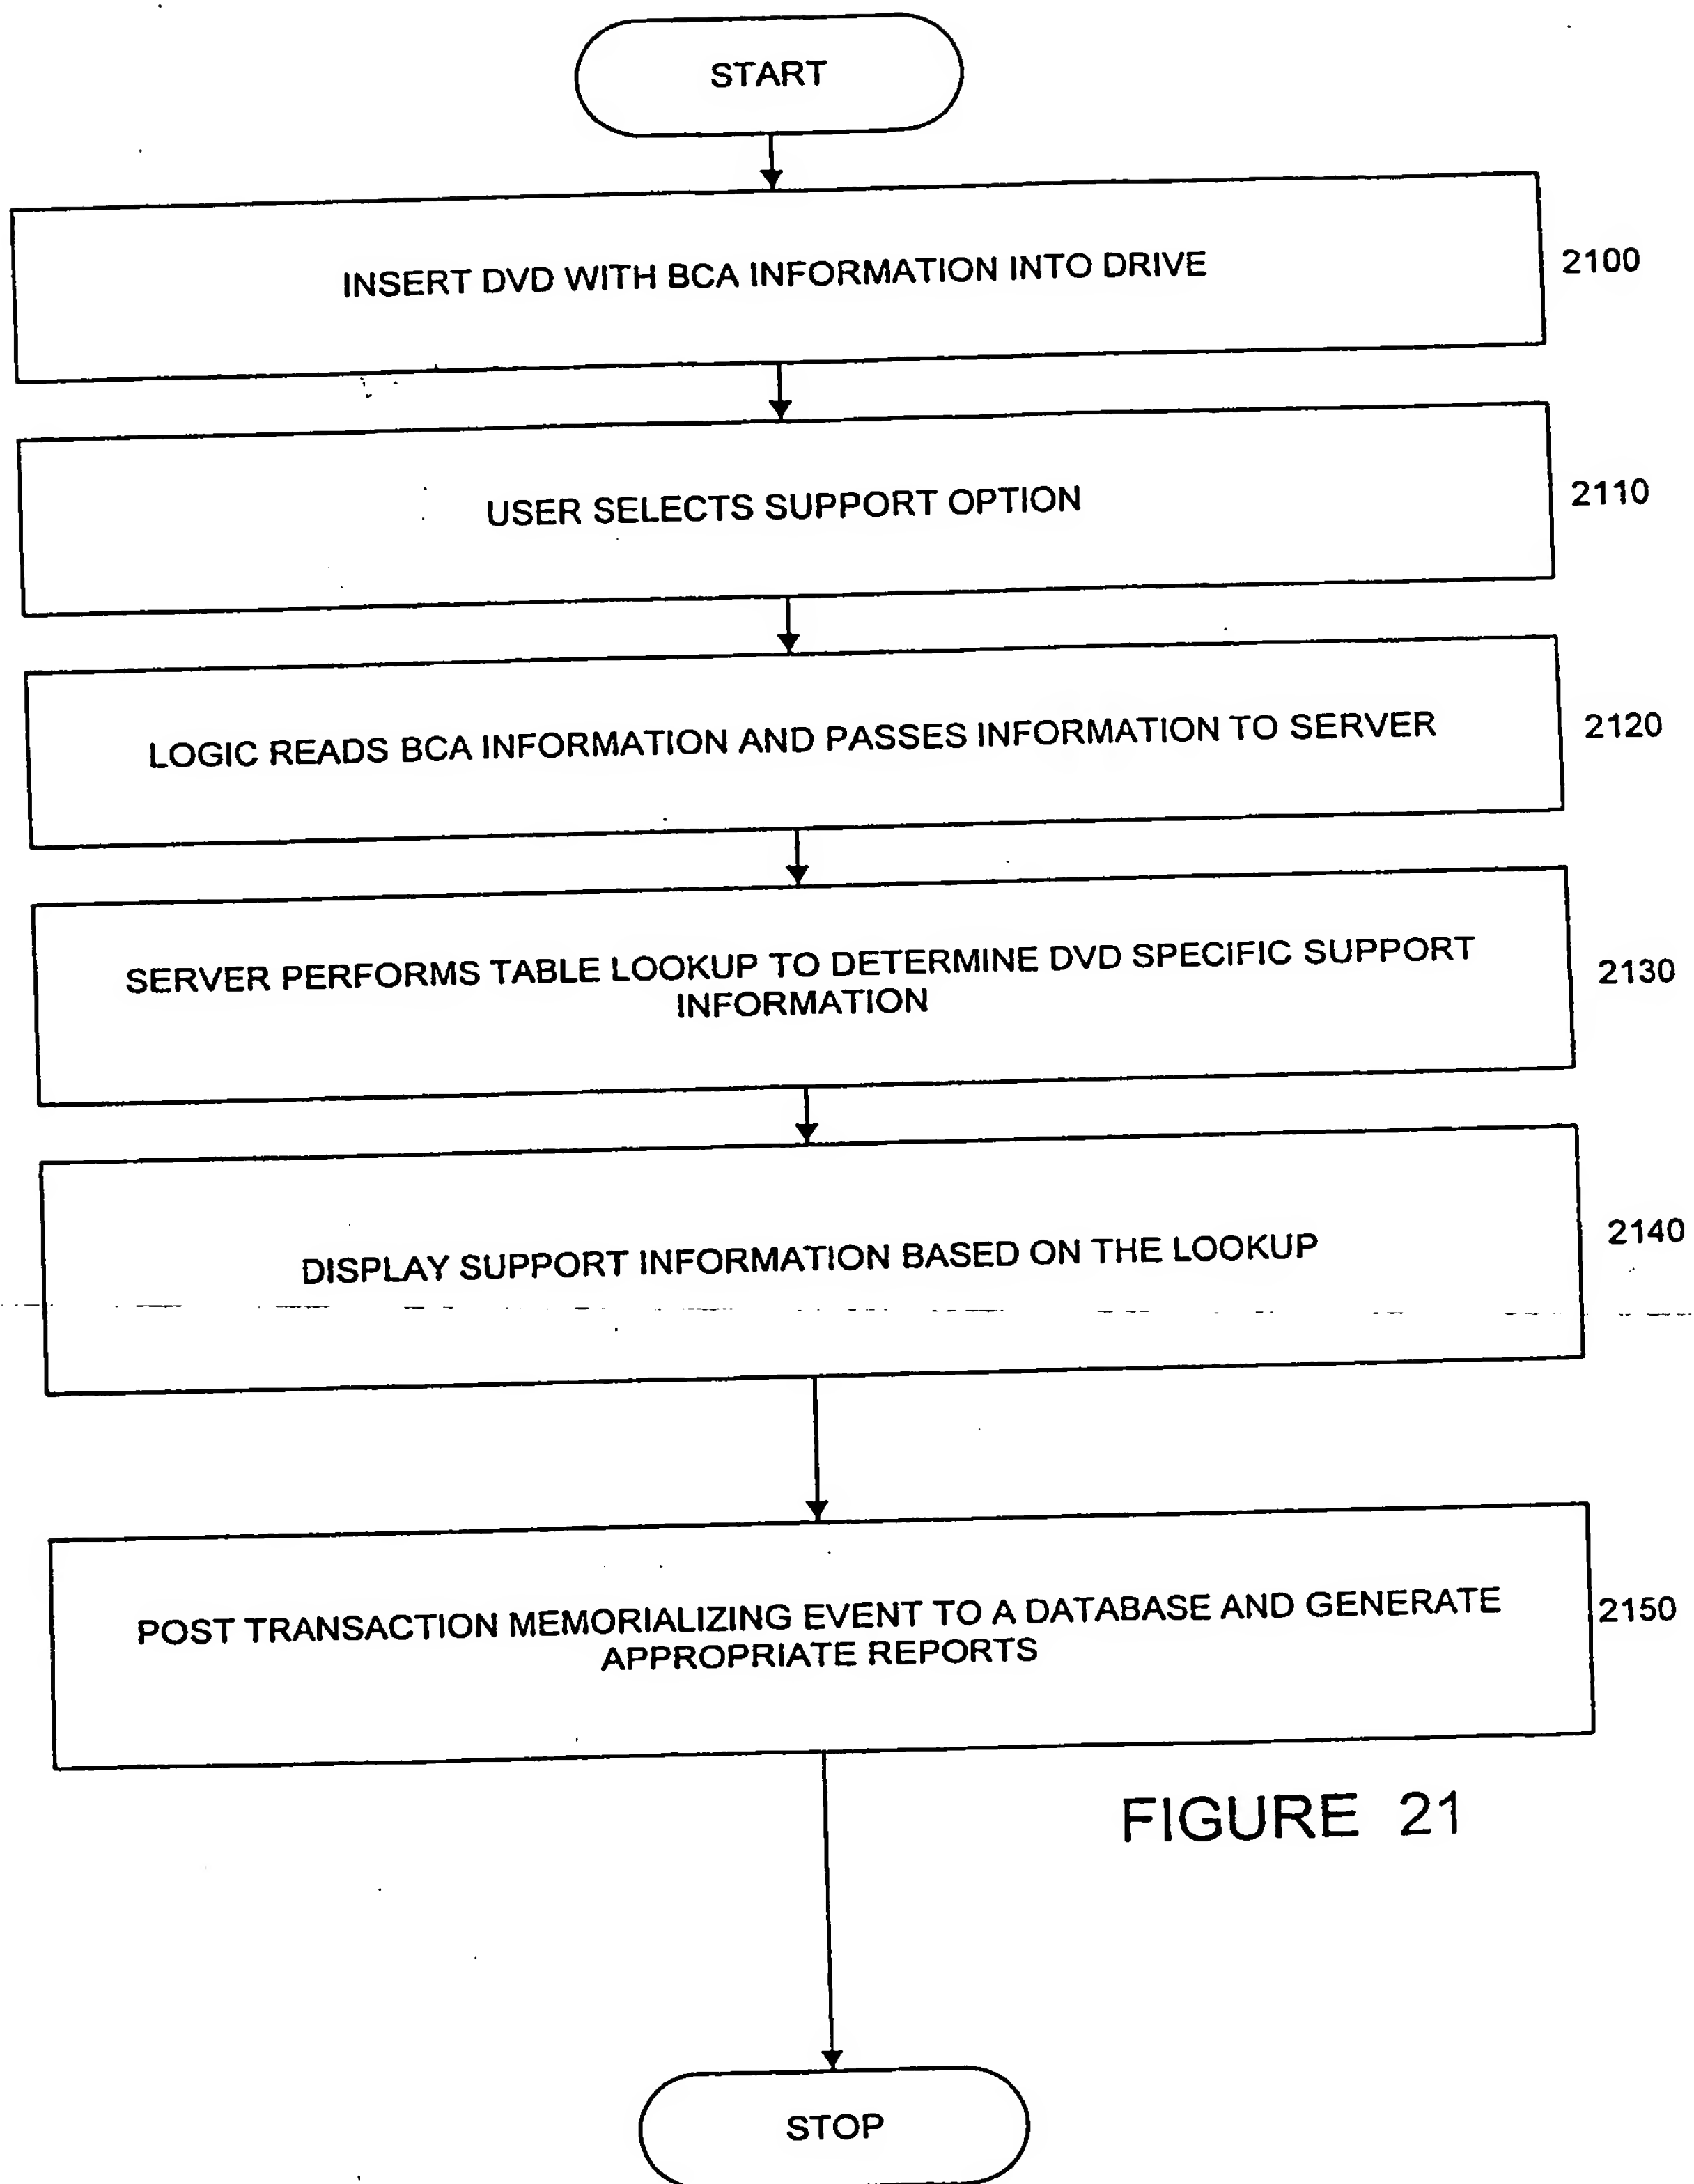 START
INSERT DVD WITH BCA INFORMATION INTO DRIVE
2100
USER SELECTS SUPPORT OPTION
2110
LOGIC READS BCA INFORMATION AND PASSES INFORMATION TO SERVER
2120
SERVER PERFORMS TABLE LOOKUP TO DETERMINE DVD SPECIFIC SUPPORT
INFORMATION
2130
DISPLAY SUPPORT INFORMATION BASED ON THE LOOKUP
2140
POST TRANSACTION MEMORIALIZING EVENT TO A DATABASE AND GENERATE
APPROPRIATE REPORTS
2150
FIGURE 21
STOP